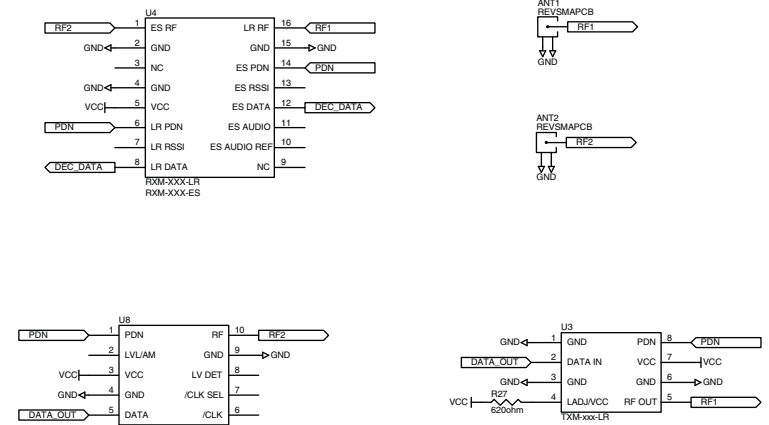 U4
RF2 1 ES RF LR RF 16 RF1
GND 2 GND GND 15 GND
3 NC ES PDN 14 PDN
GND 4 GND ES RSSI 13
VCC 5 VCC ES DATA 12 DEC_DATA
PDN 6 LR PDN ES AUDIO 11
7 LR RSSI ES AUDIO REF 10
DEC_DATA 8 LR DATA NC 9
RXM-XXX-LR
RXM-XXX-ES
ANT1
REVSMAPCB
RF1
GND
ANT2
REVSMAPCB
RF2
GND
U8
PDN 1 PDN RF 10 RF2
2 LVL/AM GND 9 GND
VCC 3 VCC LV DET 8
GND 4 GND /CLK SEL 7
DATA_OUT 5 DATA /CLK 6
U3
GND 1 GND PDN 8 PDN
DATA_OUT 2 DATA IN VCC 7 VCC
GND 3 GND GND 6 GND
R27
VCC 4 LADJ/VCC RF OUT 5 RF1
620ohm
TXM-xxx-LR